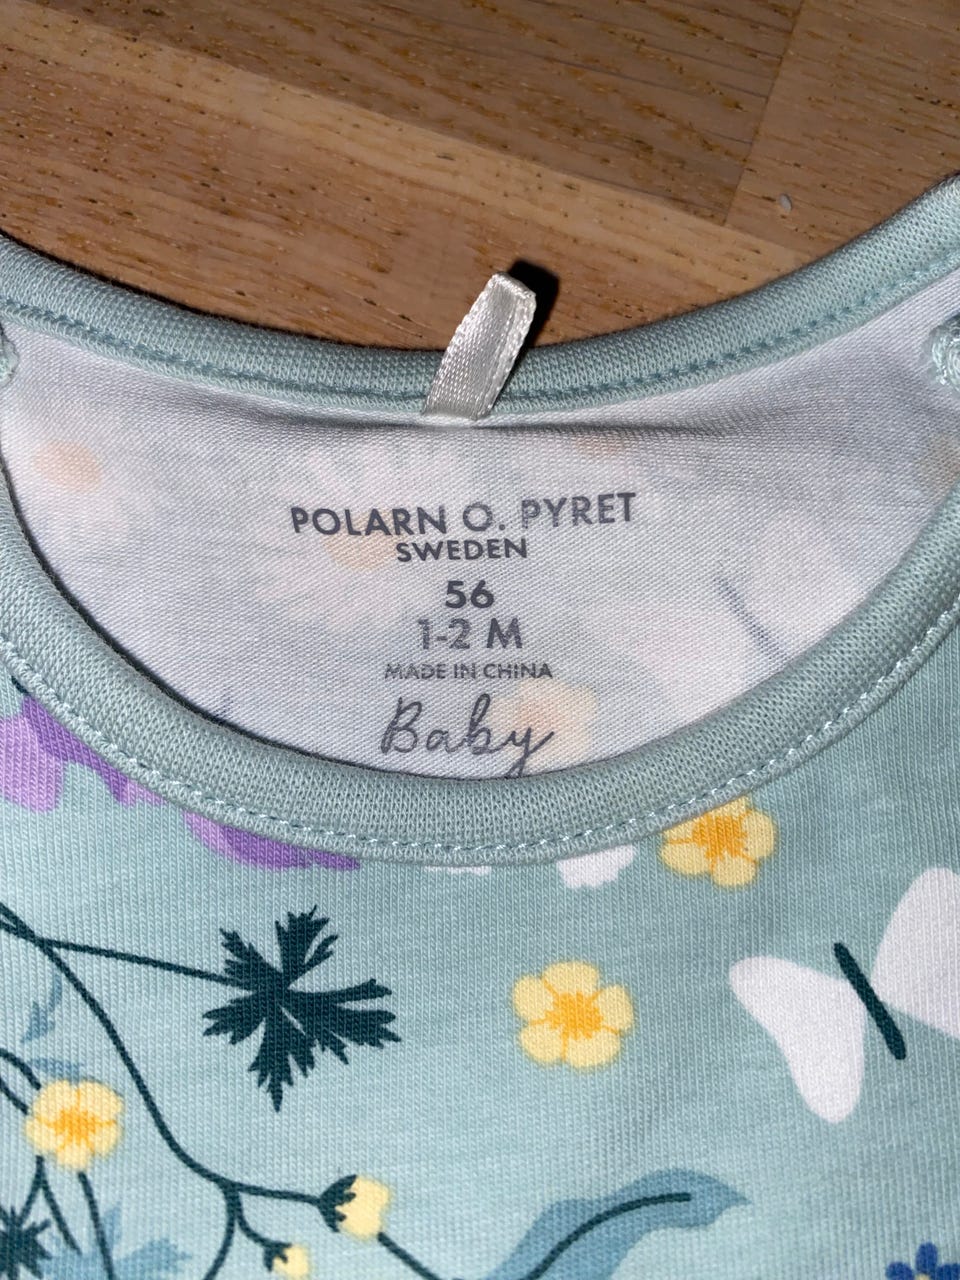 POLARN O. PYRET
SWEDEN
56
1-2 M
MADE IN CHINA
Baby